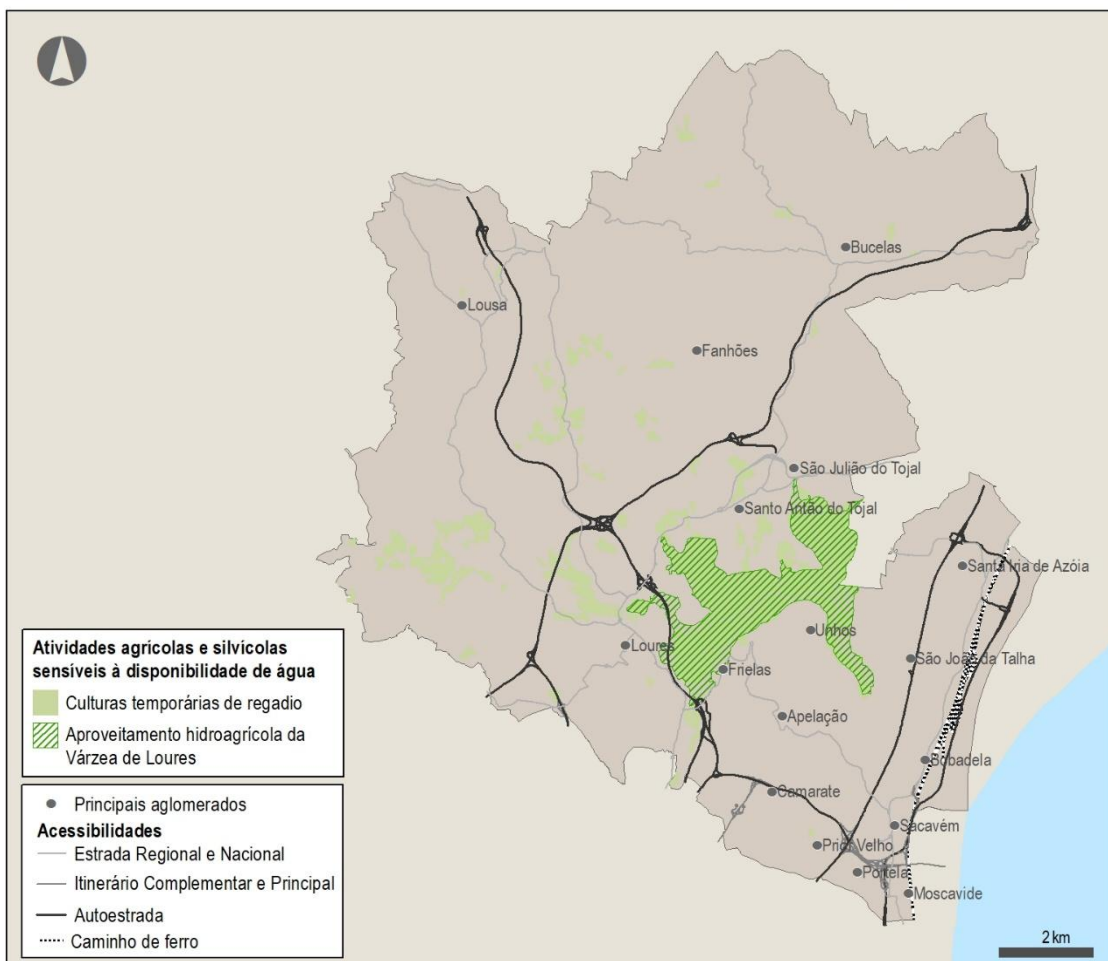 Bucelas
Lousa
Fanhões
São Julião do Tojal
Santo Antão do Tojal
Santa Iria de Azóia
Unhos
Loures
São João da Talha
Frielas
Apelação
Bobadela
Camarate
Sacavém
Prior Velho
Portela
Moscavide
Atividades agrícolas e silvícolas
sensíveis à disponibilidade de água
Culturas temporárias de regadio
Aproveitamento hidroagrícola da
Várzea de Loures
Principais aglomerados
Acessibilidades
Estrada Regional e Nacional
Itinerário Complementar e Principal
Autoestrada
Caminho de ferro
2 km